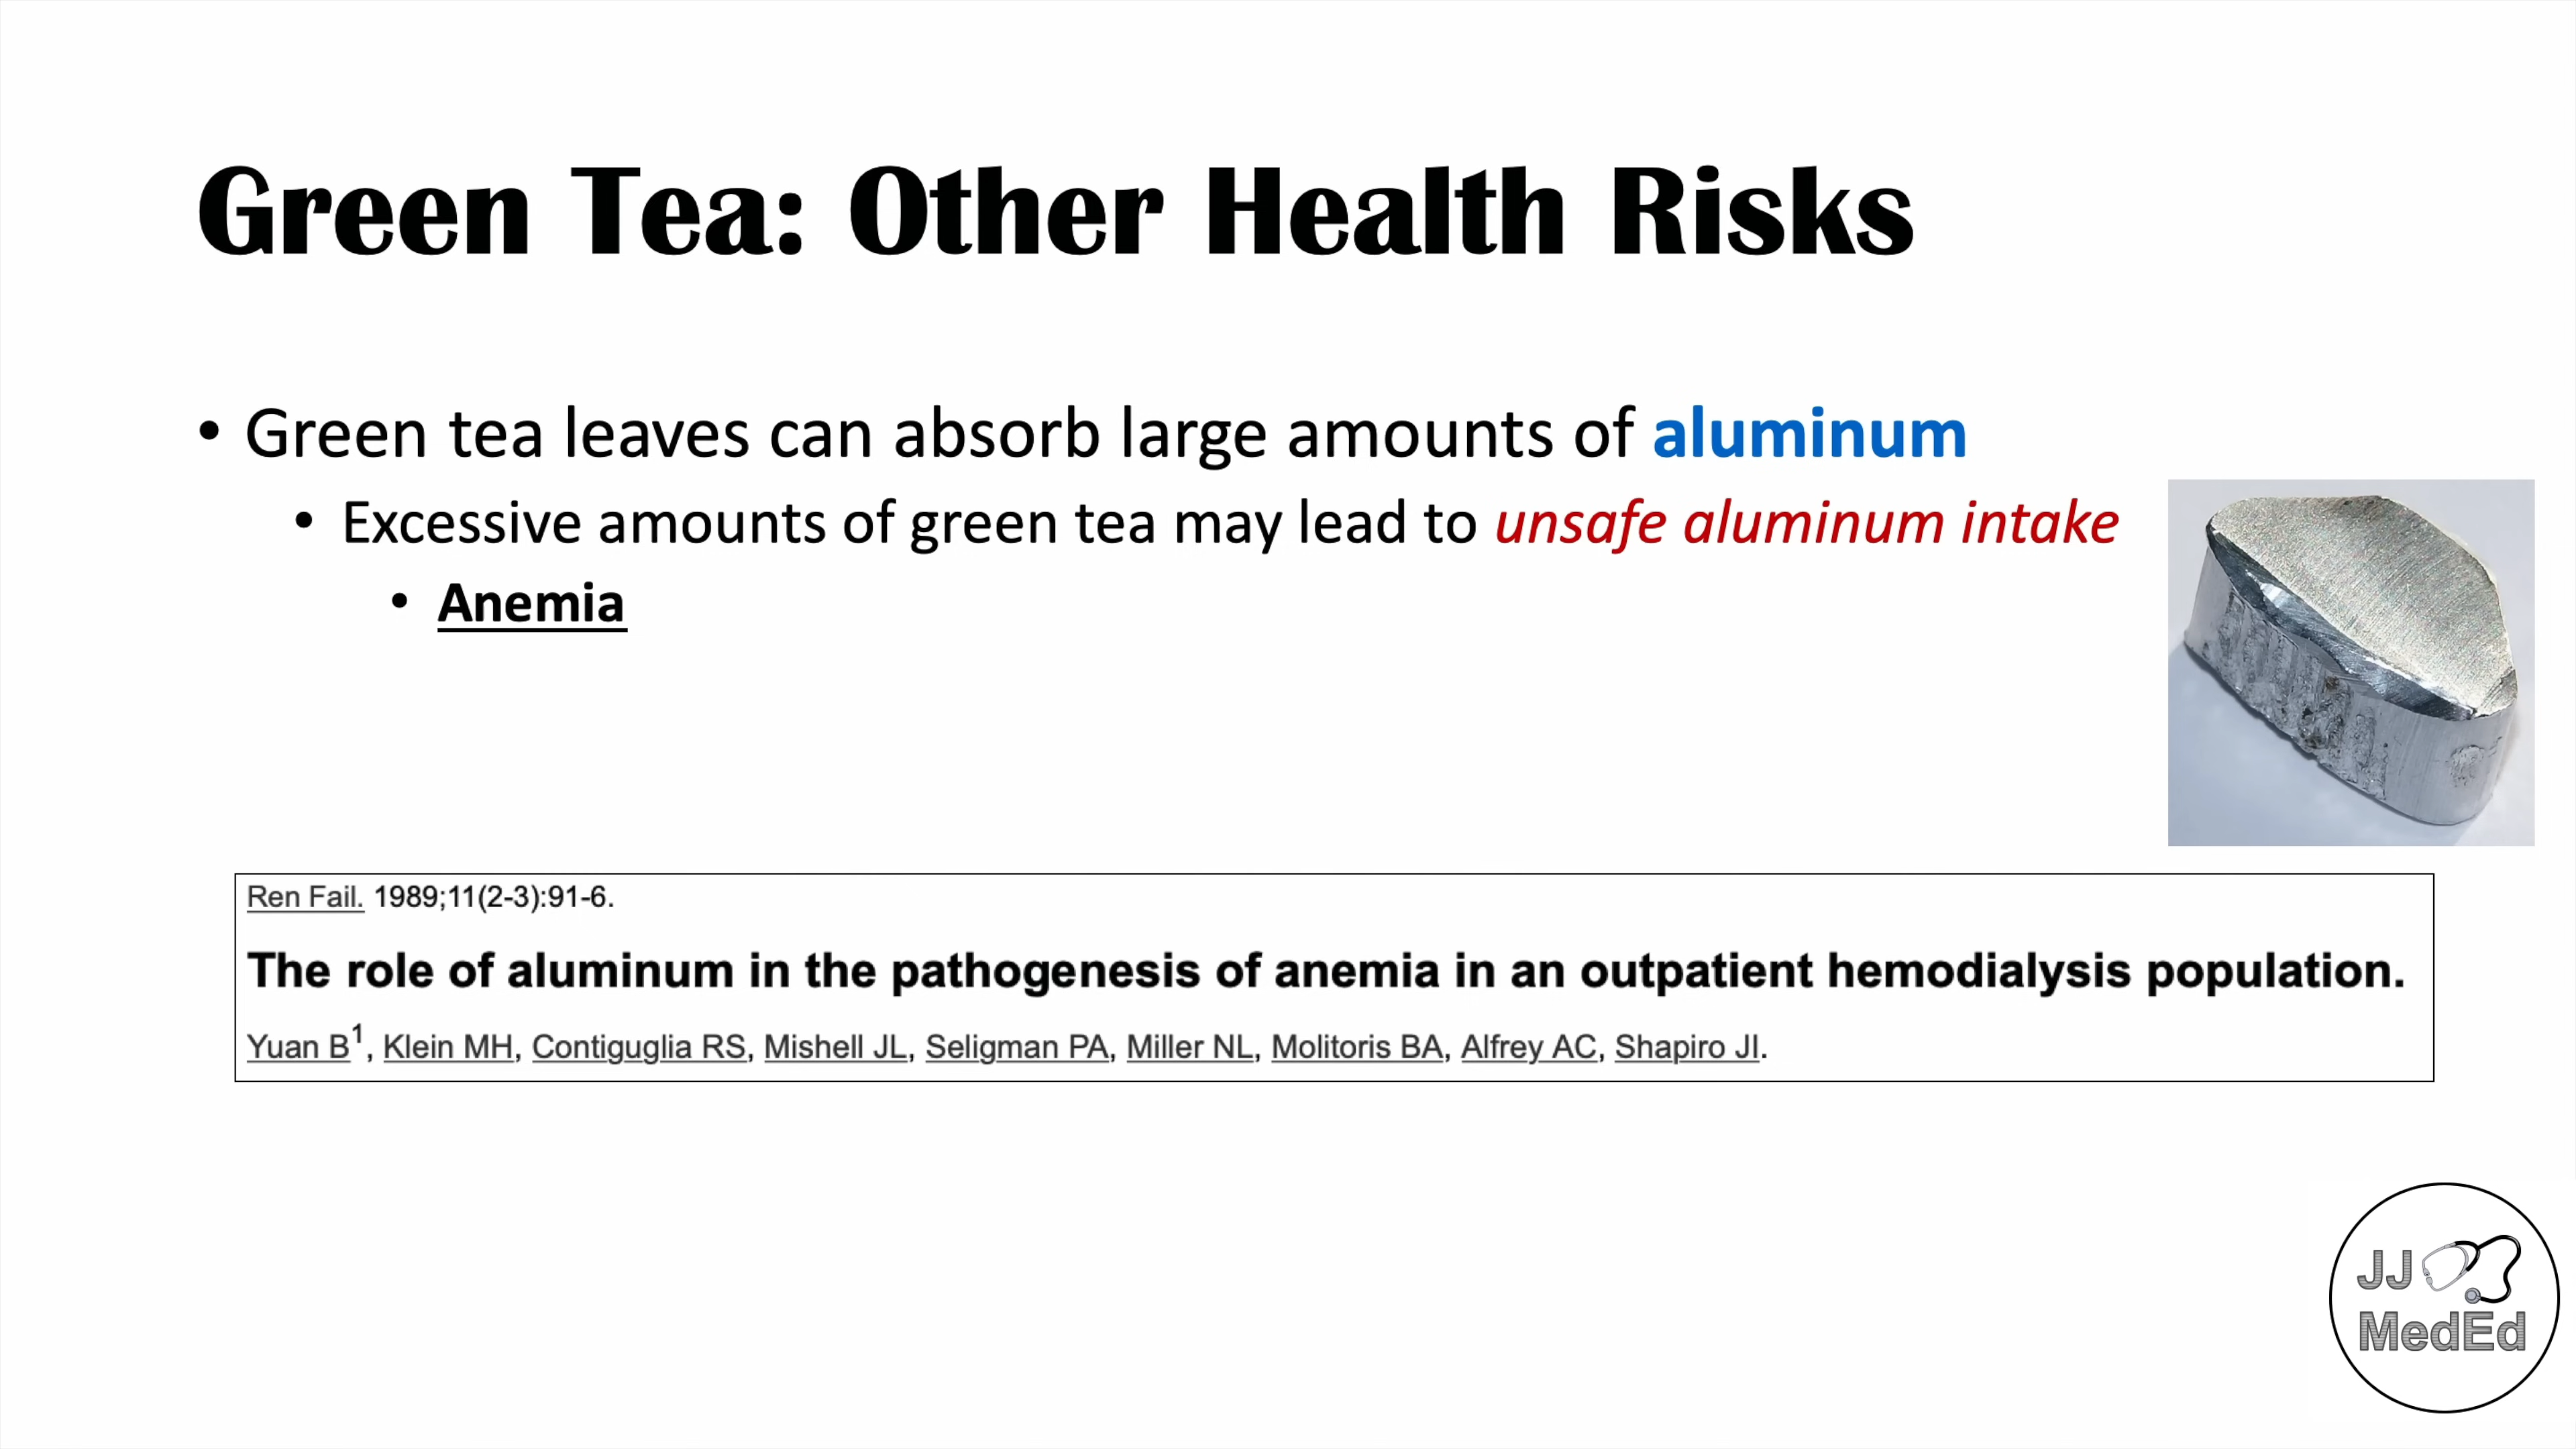 Green Tea: Other Health Risks
• Green tea leaves can absorb large amounts of aluminum
• Excessive amounts of green tea may lead to unsafe aluminum intake
• Anemia
Ren Fail. 1989;11(2-3):91-6.
The role of aluminum in the pathogenesis of anemia in an outpatient hemodialysis population.
Yuan B1, Klein MH, Contiguglia RS, Mishell JL, Seligman PA, Miller NL, Molitoris BA, Alfrey AC, Shapiro JI.
JJ
MedEd